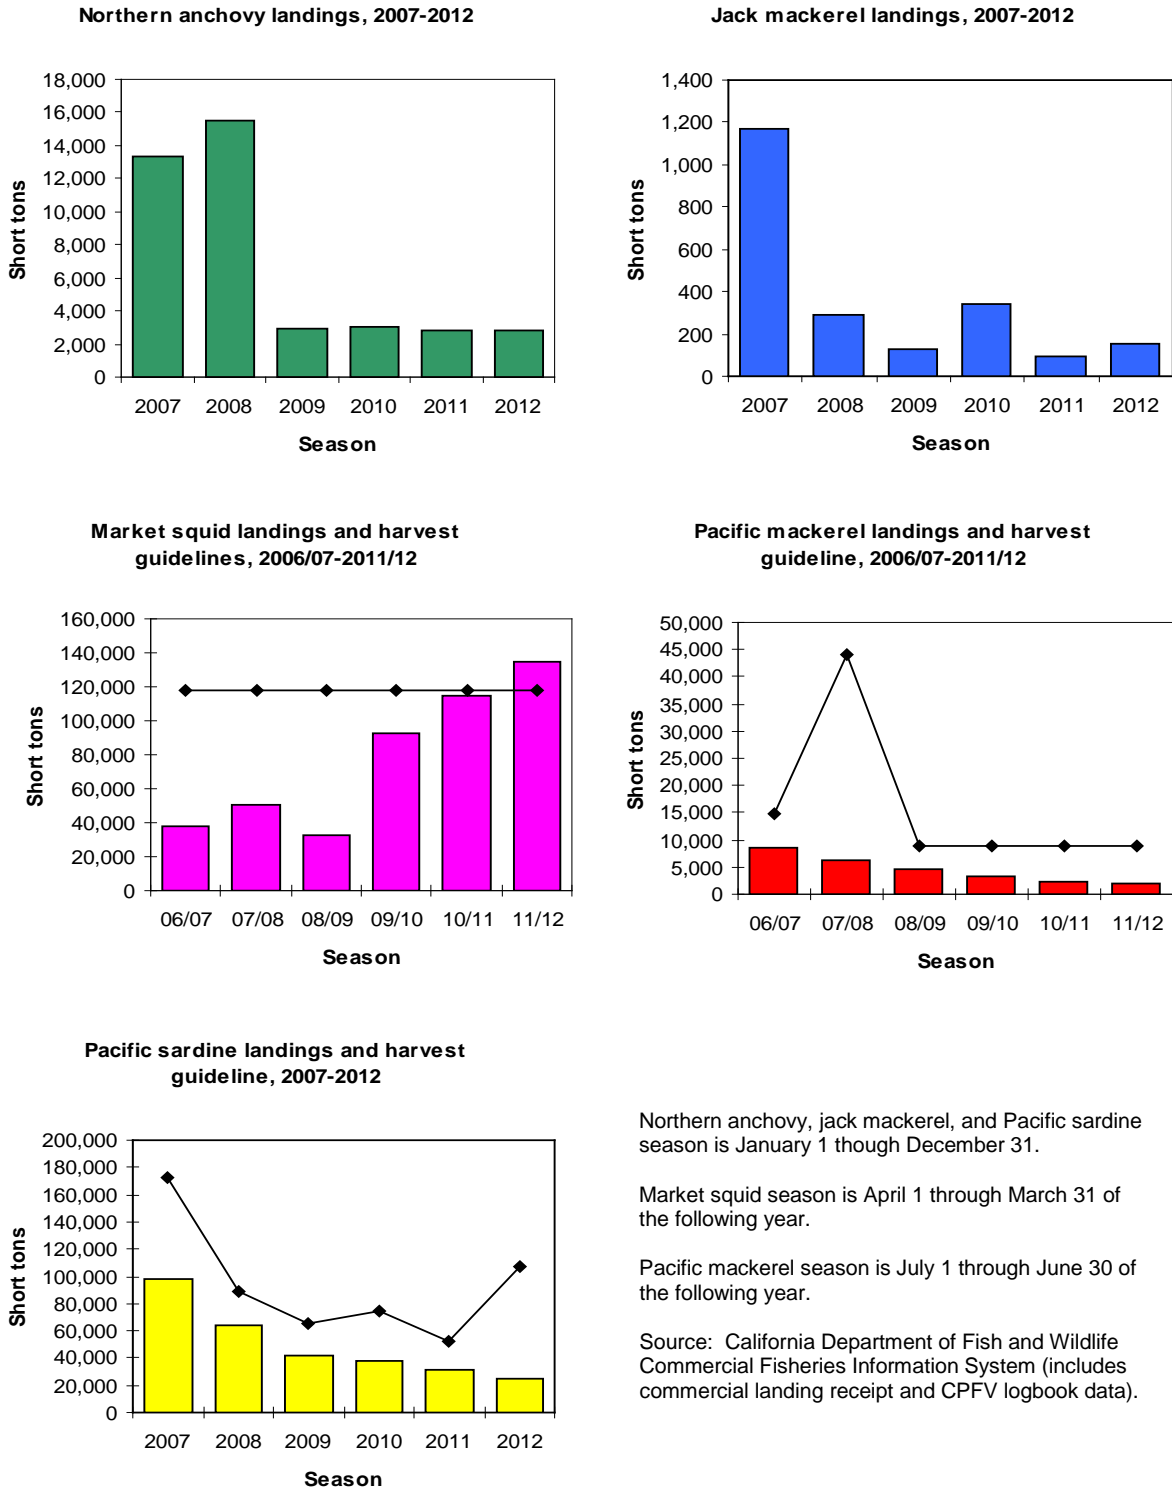 Northern anchovy landings, 2007-2012
18,000
16,000
14,000
12,000
10,000
8,000
6,000
4,000
2,000
0
Short tons
2007 2008 2009 2010 2011 2012
Season
Jack mackerel landings, 2007-2012
1,400
1,200
1,000
800
600
400
200
0
Short tons
2007 2008 2009 2010 2011 2012
Season
Market squid landings and harvest
guidelines, 2006/07-2011/12
160,000
140,000
120,000
100,000
80,000
60,000
40,000
20,000
0
Short tons
06/07 07/08 08/09 09/10 10/11 11/12
Season
Pacific mackerel landings and harvest
guideline, 2006/07-2011/12
50,000
45,000
40,000
35,000
30,000
25,000
20,000
15,000
10,000
5,000
0
Short tons
06/07 07/08 08/09 09/10 10/11 11/12
Season
Pacific sardine landings and harvest
guideline, 2007-2012
200,000
180,000
160,000
140,000
120,000
100,000
80,000
60,000
40,000
20,000
0
Short tons
2007 2008 2009 2010 2011 2012
Season
Northern anchovy, jack mackerel, and Pacific sardine
season is January 1 though December 31.
Market squid season is April 1 through March 31 of
the following year.
Pacific mackerel season is July 1 through June 30 of
the following year.
Source: California Department of Fish and Wildlife
Commercial Fisheries Information System (includes
commercial landing receipt and CPFV logbook data).